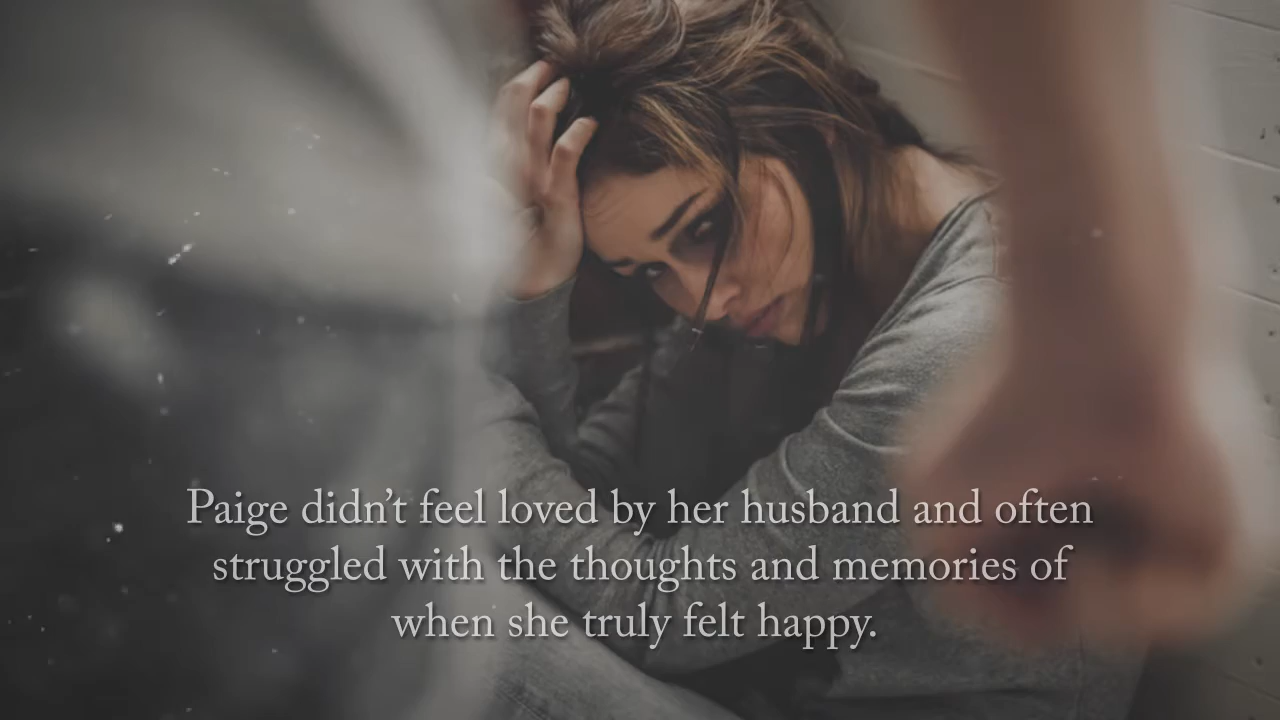 Paige didn’t feel loved by her husband and often
struggled with the thoughts and memories of
when she truly felt happy.